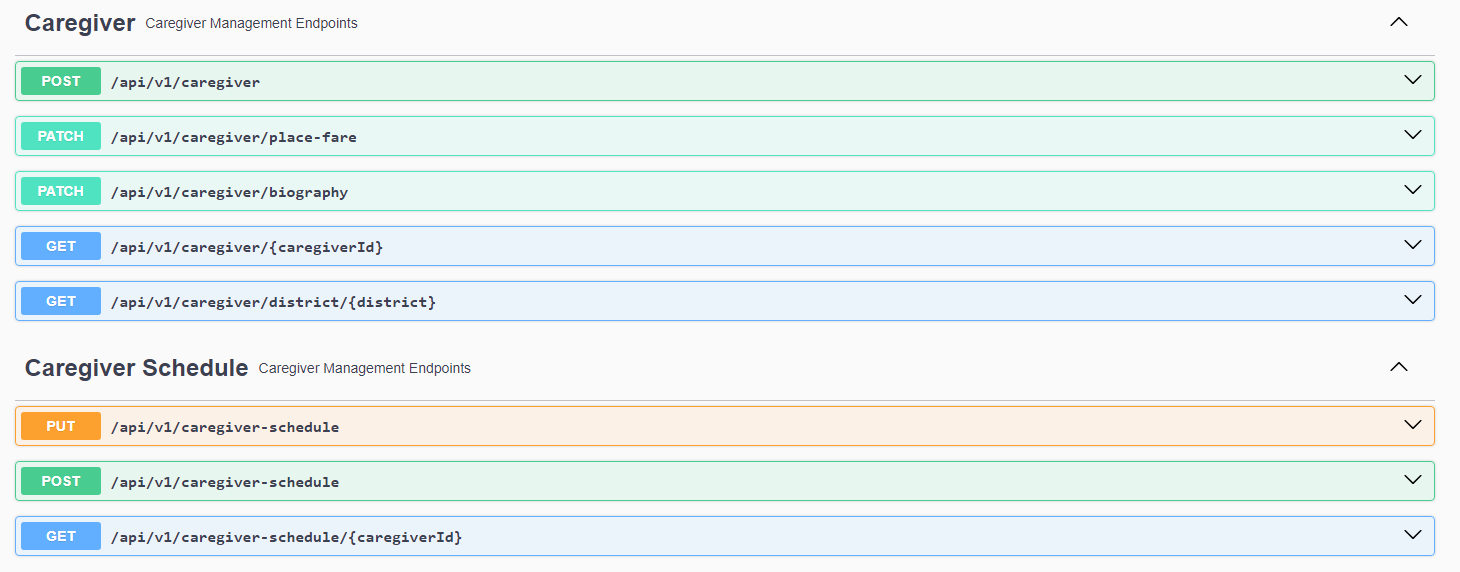 Caregiver Caregiver Management Endpoints
POST /api/v1/caregiver
PATCH /api/v1/caregiver/place-fare
PATCH /api/v1/caregiver/biography
GET /api/v1/caregiver/{caregiverId}
GET /api/v1/caregiver/district/{district}
Caregiver Schedule Caregiver Management Endpoints
PUT /api/v1/caregiver-schedule
POST /api/v1/caregiver-schedule
GET /api/v1/caregiver-schedule/{caregiverId}